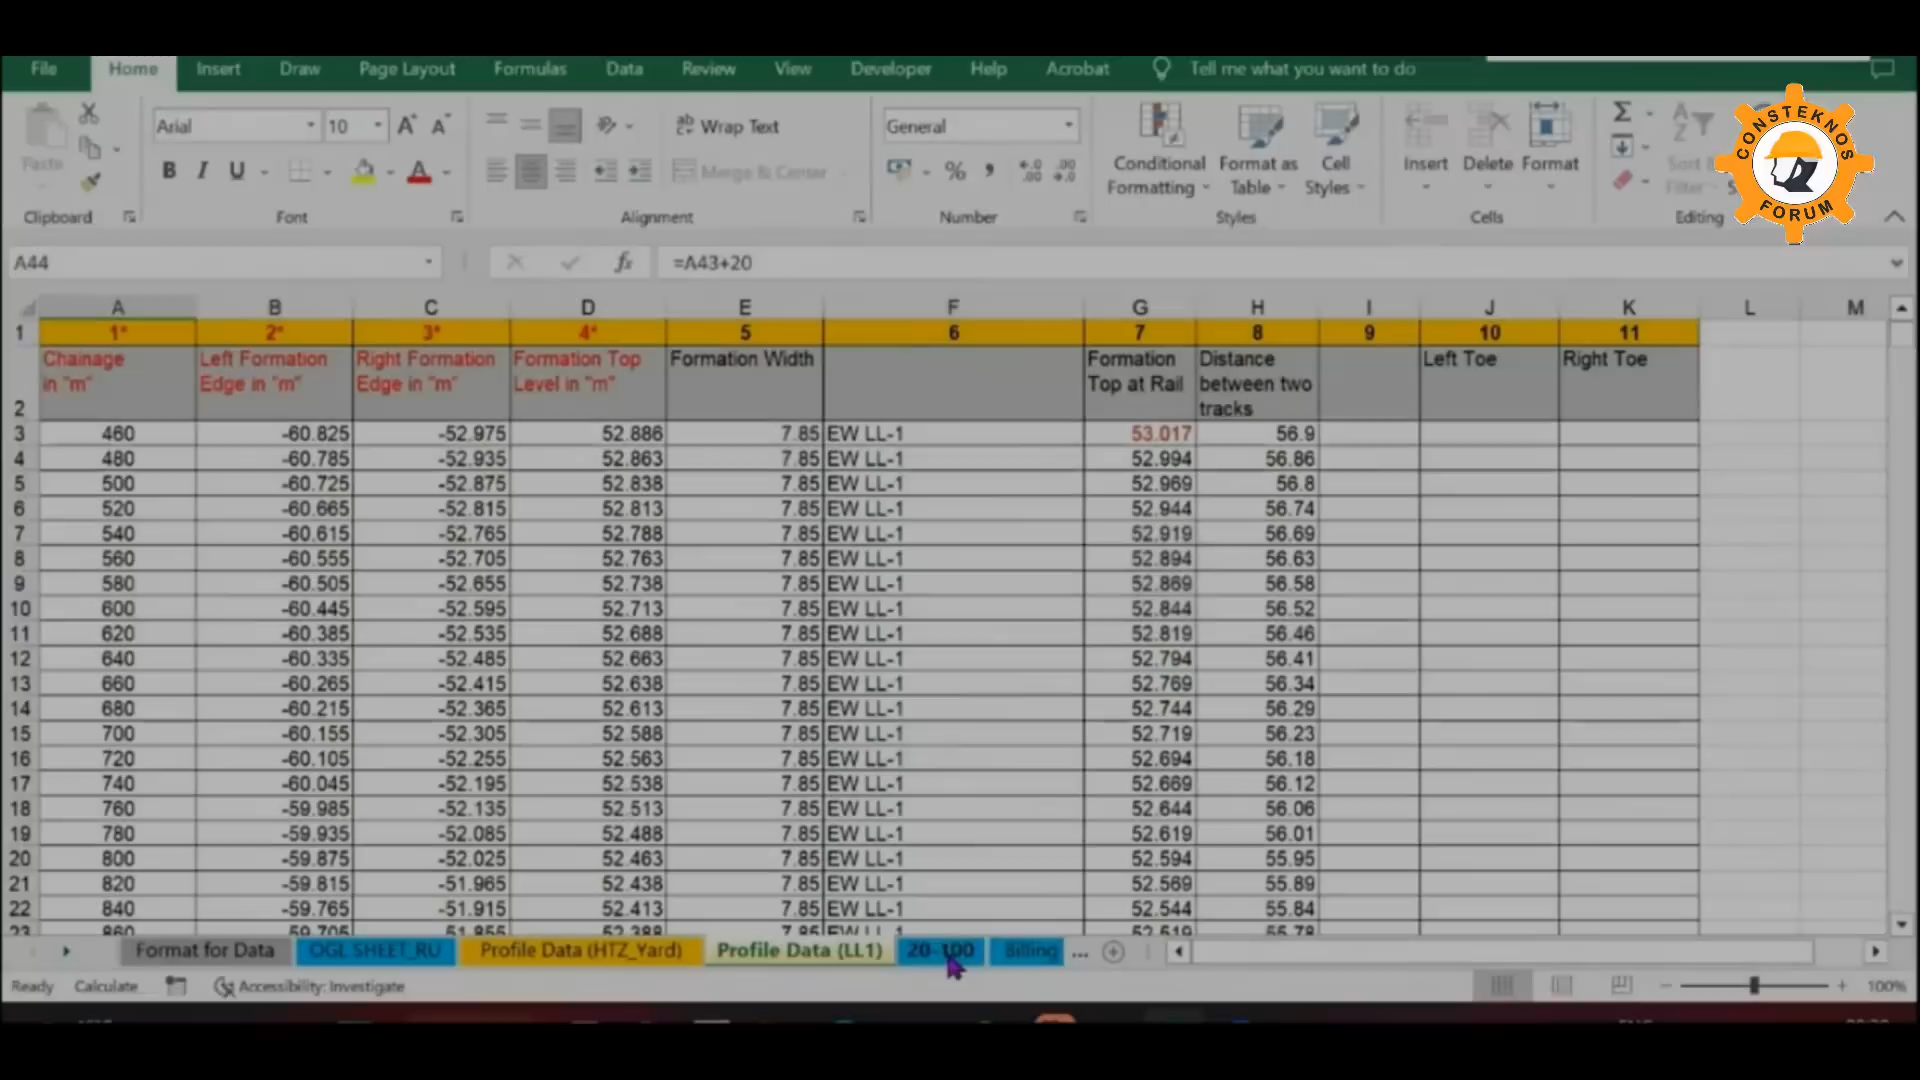 File Home Insert Draw Page Layout Formulas Data Review View Developer Help Acrobat Tell me what you want to do
CONSTEKNOS FORUM
Paste Arial 10 Wrap Text General Conditional Formatting Format as Table Cell Styles Insert Delete Format
B I U Merge & Center % ,
Clipboard Font Alignment Number Styles Cells Editing
A44 fx =A43+20
A B C D E F G H I J K L M
1 1* 2* 3* 4* 5 6 7 8 9 10 11
2 Chainage in "m" Left Formation Edge in "m" Right Formation Edge in "m" Formation Top Level in "m" Formation Width Formation Top at Rail Distance between two tracks Left Toe Right Toe
3 460 -60.825 -52.975 52.886 7.85 EW LL-1 53.017 56.9
4 480 -60.785 -52.935 52.863 7.85 EW LL-1 52.994 56.86
5 500 -60.725 -52.875 52.838 7.85 EW LL-1 52.969 56.8
6 520 -60.665 -52.815 52.813 7.85 EW LL-1 52.944 56.74
7 540 -60.615 -52.765 52.788 7.85 EW LL-1 52.919 56.69
8 560 -60.555 -52.705 52.763 7.85 EW LL-1 52.894 56.63
9 580 -60.505 -52.655 52.738 7.85 EW LL-1 52.869 56.58
10 600 -60.445 -52.595 52.713 7.85 EW LL-1 52.844 56.52
11 620 -60.385 -52.535 52.688 7.85 EW LL-1 52.819 56.46
12 640 -60.335 -52.485 52.663 7.85 EW LL-1 52.794 56.41
13 660 -60.265 -52.415 52.638 7.85 EW LL-1 52.769 56.34
14 680 -60.215 -52.365 52.613 7.85 EW LL-1 52.744 56.29
15 700 -60.155 -52.305 52.588 7.85 EW LL-1 52.719 56.23
16 720 -60.105 -52.255 52.563 7.85 EW LL-1 52.694 56.18
17 740 -60.045 -52.195 52.538 7.85 EW LL-1 52.669 56.12
18 760 -59.985 -52.135 52.513 7.85 EW LL-1 52.644 56.06
19 780 -59.935 -52.085 52.488 7.85 EW LL-1 52.619 56.01
20 800 -59.875 -52.025 52.463 7.85 EW LL-1 52.594 55.95
21 820 -59.815 -51.965 52.438 7.85 EW LL-1 52.569 55.89
22 840 -59.765 -51.915 52.413 7.85 EW LL-1 52.544 55.84
23 860 -59.705 -51.855 52.388 7.85 EW LL-1 52.519 55.78
Format for Data OGL SHEET_RU Profile Data (HTZ_Yard) Profile Data (LL1) 20-100 Billing ...
Ready Calculate Accessibility: Investigate 100%